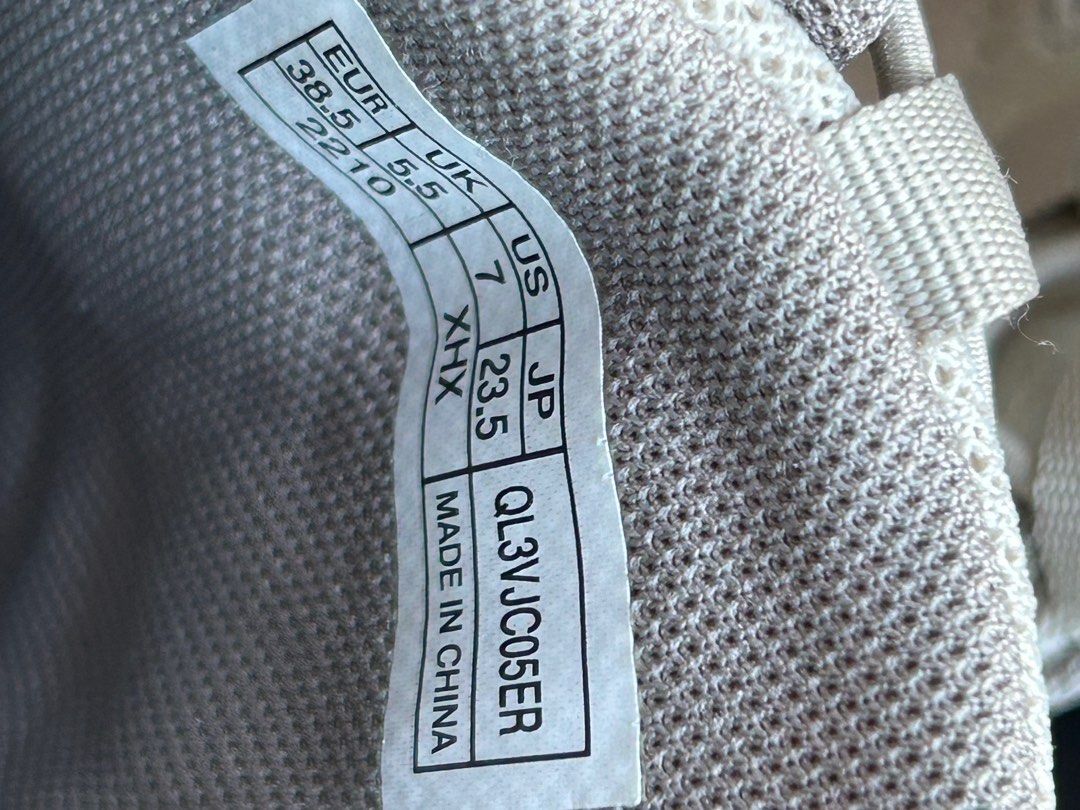 EUR UK US JP QL3VJC05ER
38.5 5.5 7 23.5
2210 XHX MADE IN CHINA